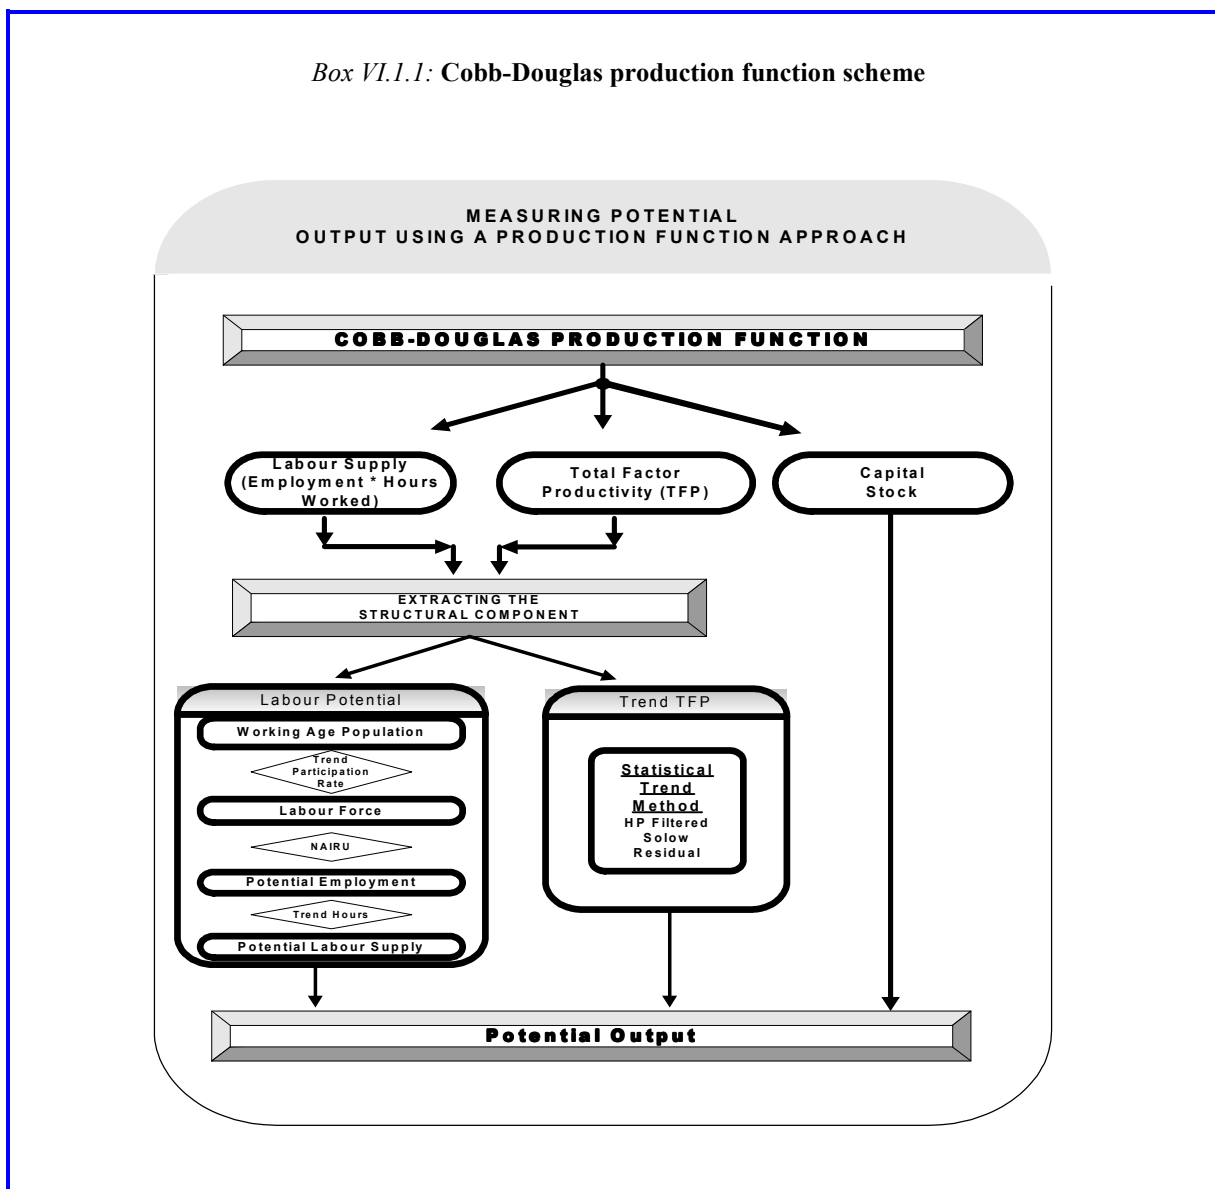 Box VI.1.1: Cobb-Douglas production function scheme
MEASURING POTENTIAL
OUTPUT USING A PRODUCTION FUNCTION APPROACH
COBB-DOUGLAS PRODUCTION FUNCTION
Labour Supply
(Employment * Hours
Worked)
Total Factor
Productivity (TFP)
Capital
Stock
EXTRACTING THE
STRUCTURAL COMPONENT
Labour Potential
Working Age Population
Trend
Participation
Rate
Labour Force
NAIRU
Potential Employment
Trend Hours
Potential Labour Supply
Trend TFP
Statistical
Trend
Method
HP Filtered
Solow
Residual
Potential Output